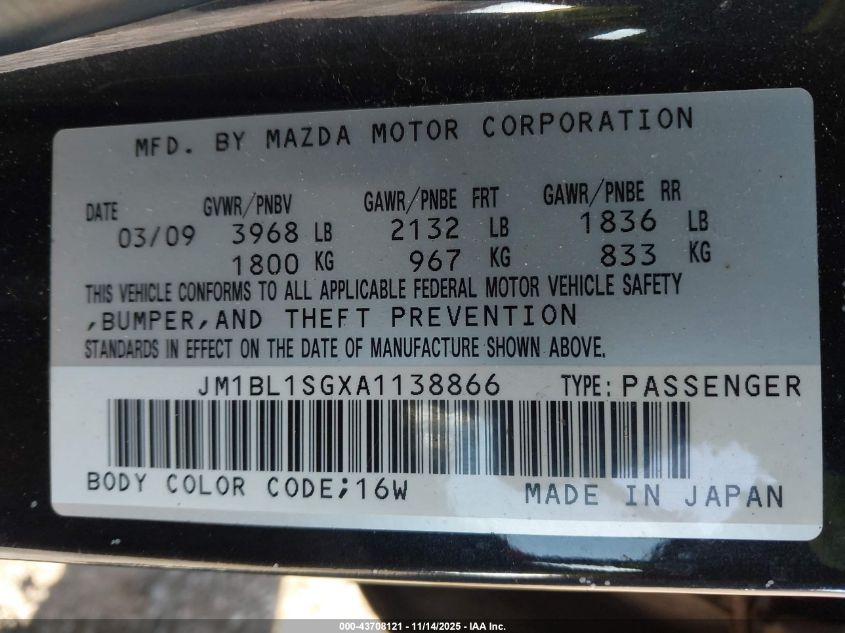 MFD. BY MAZDA MOTOR CORPORATION
DATE GVWR/PNBV GAWR/PNBE FRT GAWR/PNBE RR
03/09 3968 LB 2132 LB 1836 LB
1800 KG 967 KG 833 KG
THIS VEHICLE CONFORMS TO ALL APPLICABLE FEDERAL MOTOR VEHICLE SAFETY
,BUMPER,AND THEFT PREVENTION
STANDARDS IN EFFECT ON THE DATE OF MANUFACTURE SHOWN ABOVE.
JM1BL1SGXA1138866 TYPE: PASSENGER
BODY COLOR CODE;16W MADE IN JAPAN
000-43708121 - 11/14/2025 - IAA Inc.